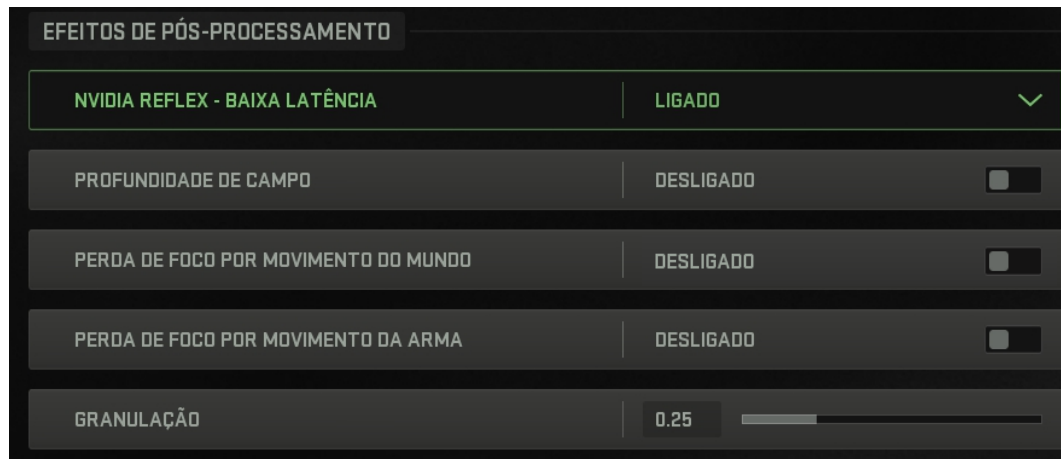 EFEITOS DE PÓS-PROCESSAMENTO
NVIDIA REFLEX - BAIXA LATÊNCIA LIGADO
PROFUNDIDADE DE CAMPO DESLIGADO
PERDA DE FOCO POR MOVIMENTO DO MUNDO DESLIGADO
PERDA DE FOCO POR MOVIMENTO DA ARMA DESLIGADO
GRANULAÇÃO 0.25